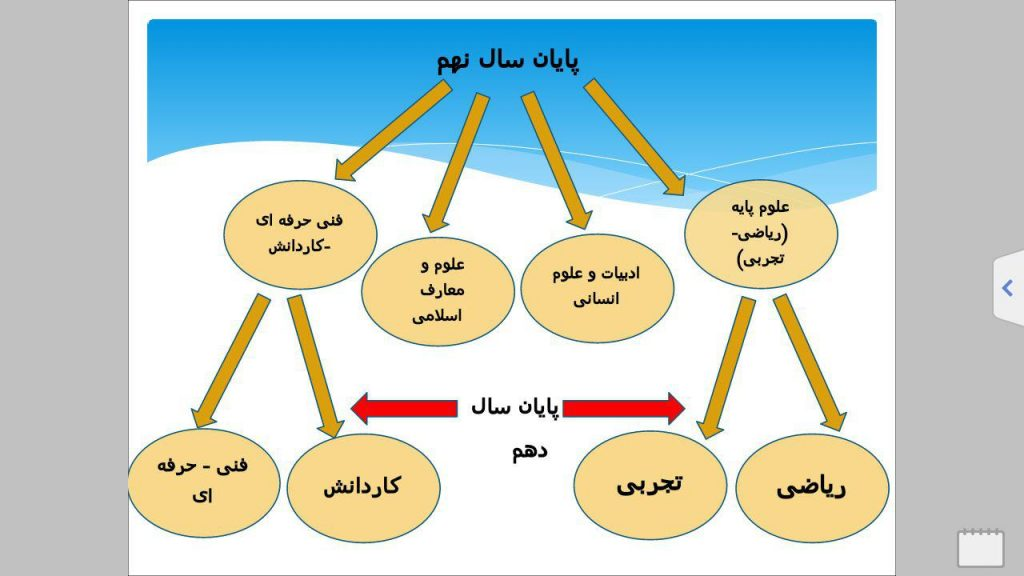 پایان سال نهم
علوم پایه
(ریاضی-
تجربی)
ادبیات و علوم
انسانی
علوم و
معارف
اسلامی
فنی حرفه ای
-کاردانش
پایان سال
دهم
ریاضی
تجربی
کاردانش
فنی - حرفه
ای